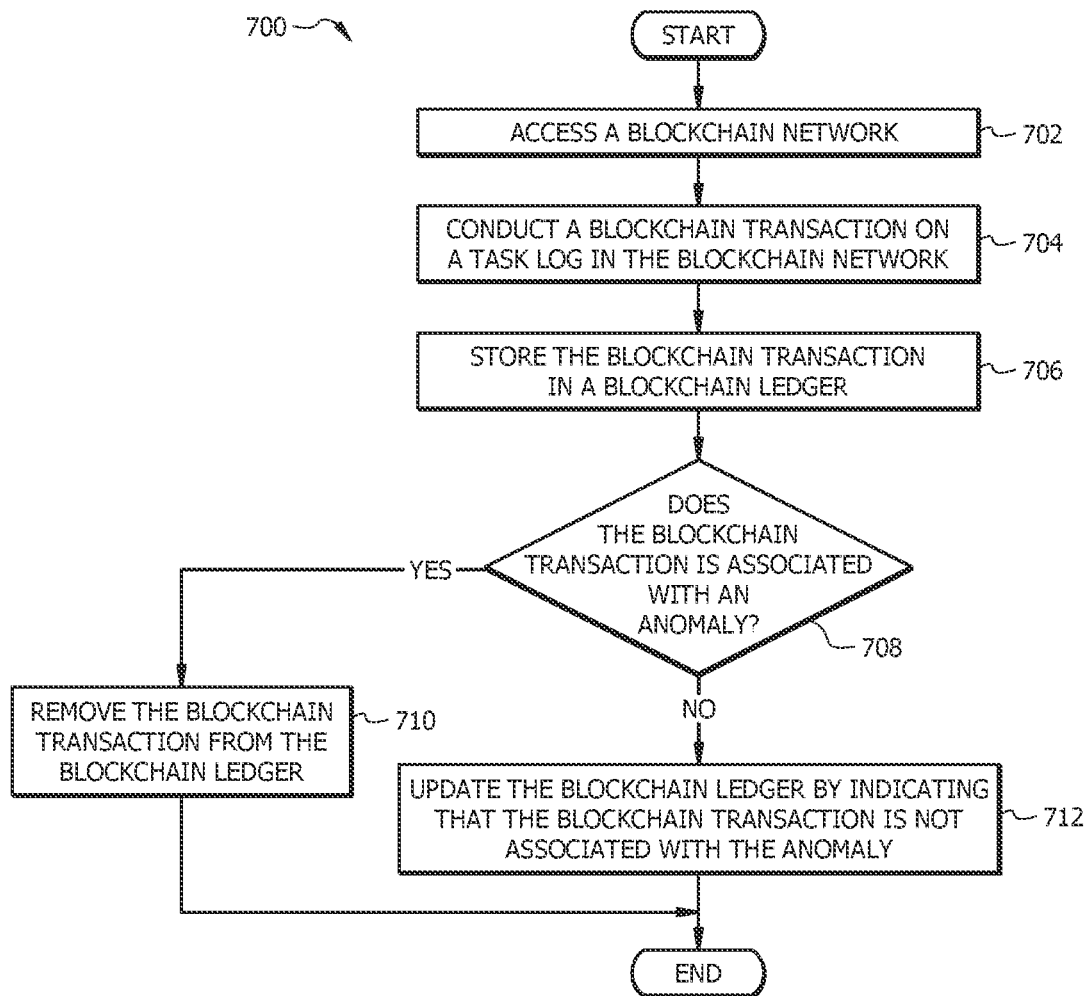 700
START
ACCESS A BLOCKCHAIN NETWORK
702
CONDUCT A BLOCKCHAIN TRANSACTION ON
A TASK LOG IN THE BLOCKCHAIN NETWORK
704
STORE THE BLOCKCHAIN TRANSACTION
IN A BLOCKCHAIN LEDGER
706
DOES
THE BLOCKCHAIN
TRANSACTION IS ASSOCIATED
WITH AN
ANOMALY?
708
YES
NO
REMOVE THE BLOCKCHAIN
TRANSACTION FROM THE
BLOCKCHAIN LEDGER
710
UPDATE THE BLOCKCHAIN LEDGER BY INDICATING
THAT THE BLOCKCHAIN TRANSACTION IS NOT
ASSOCIATED WITH THE ANOMALY
712
END